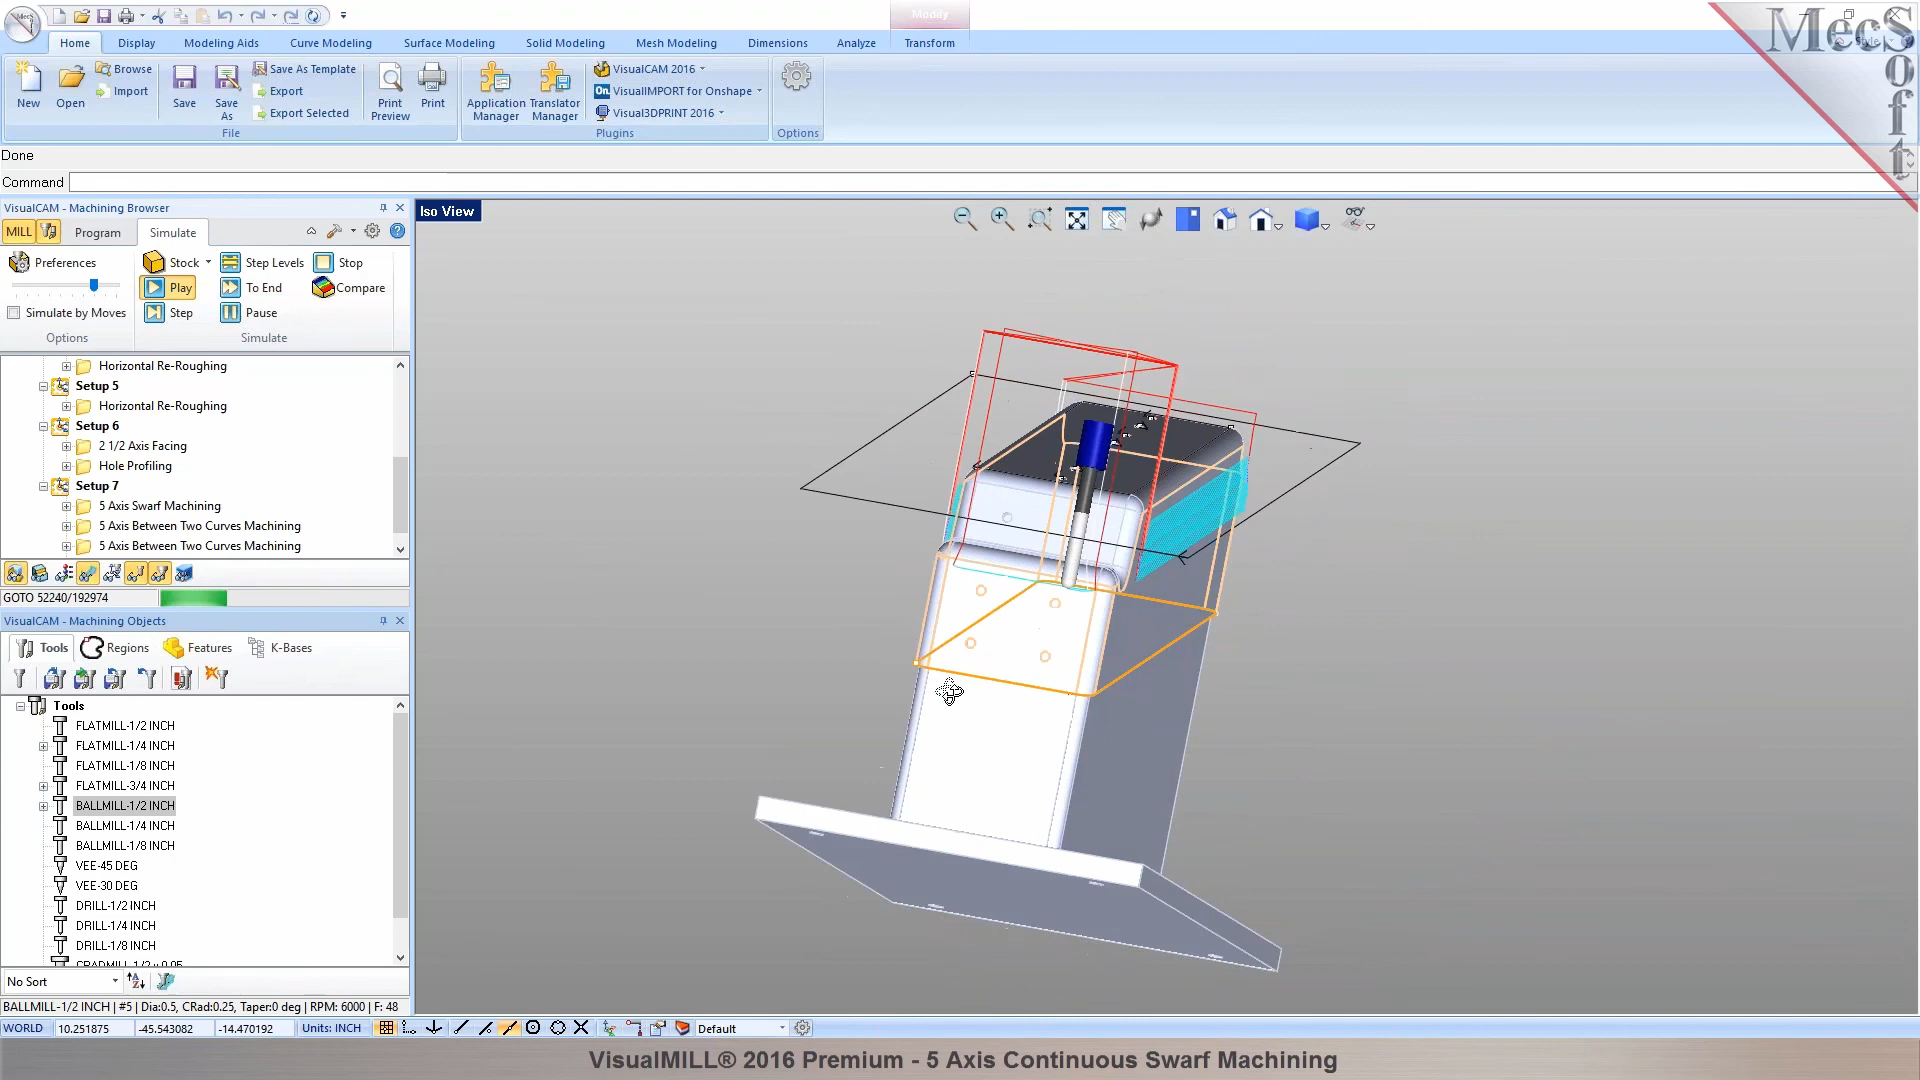 Modify
MecSoft
Home Display Modeling Aids Curve Modeling Surface Modeling Solid Modeling Mesh Modeling Dimensions Analyze Transform
New
Open
Browse
Import
Save
Save As
Save As Template
Export
Export Selected
Print Preview
Print
File
Application Manager
Translator Manager
VisualCAM 2016
VisualIMPORT for Onshape
Visual3DPRINT 2016
Plugins
Options
Done
Command
VisualCAM - Machining Browser
MILL Program Simulate
Preferences
Simulate by Moves
Options
Stock Step Levels Stop
Play To End Compare
Step Pause
Simulate
Horizontal Re-Roughing
Setup 5
Horizontal Re-Roughing
Setup 6
2 1/2 Axis Facing
Hole Profiling
Setup 7
5 Axis Swarf Machining
5 Axis Between Two Curves Machining
5 Axis Between Two Curves Machining
GOTO 52240/192974
VisualCAM - Machining Objects
Tools Regions Features K-Bases
Tools
FLATMILL-1/2 INCH
FLATMILL-1/4 INCH
FLATMILL-1/8 INCH
FLATMILL-3/4 INCH
BALLMILL-1/2 INCH
BALLMILL-1/4 INCH
BALLMILL-1/8 INCH
VEE-45 DEG
VEE-30 DEG
DRILL-1/2 INCH
DRILL-1/4 INCH
DRILL-1/8 INCH
No Sort
BALLMILL-1/2 INCH | #5 | Dia:0.5, CRad:0.25, Taper:0 deg | RPM: 6000 | F: 48
Iso View
WORLD 10.251875 -45.543082 -14.470192 Units: INCH Default
VisualMILL® 2016 Premium - 5 Axis Continuous Swarf Machining